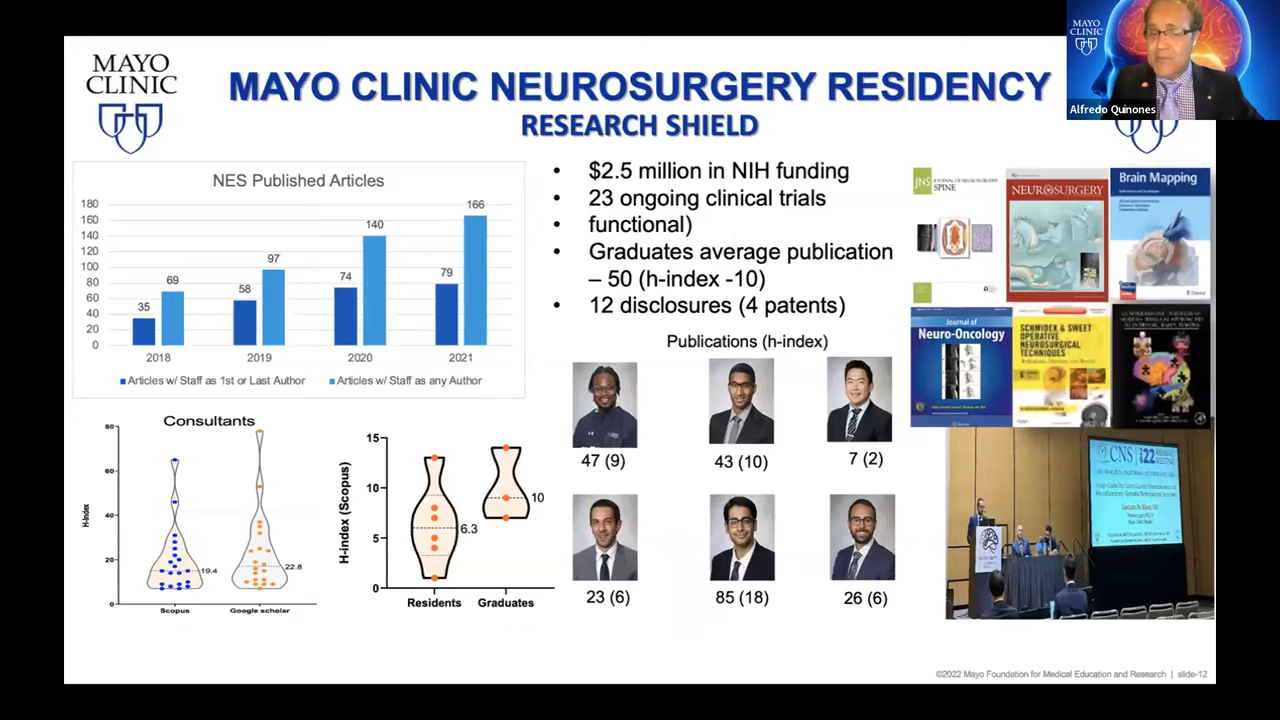 MAYO
CLINIC
MAYO CLINIC NEUROSURGERY RESIDENCY
RESEARCH SHIELD
MAYO
CLINIC
Alfredo Quinones
NES Published Articles
180
160
140
120
100
80
60
40
20
0
35
69
58
97
74
140
79
166
2018
2019
2020
2021
Articles w/ Staff as 1st or Last Author
Articles w/ Staff as any Author
• $2.5 million in NIH funding
• 23 ongoing clinical trials
• functional)
• Graduates average publication
– 50 (h-index -10)
• 12 disclosures (4 patents)
Publications (h-index)
47 (9)
43 (10)
7 (2)
23 (6)
85 (18)
26 (6)
Consultants
H-Index
80
60
40
20
0
19.4
22.8
Scopus
Google scholar
H-index (Scopus)
15
10
5
0
6.3
10
Residents
Graduates
JNS
SPINE
NEUROSURGERY
Brain Mapping
Journal of
Neuro-Oncology
SCHMIDEK & SWEET
OPERATIVE
NEUROSURGICAL
TECHNIQUES
CNS
©2022 Mayo Foundation for Medical Education and Research | slide-12